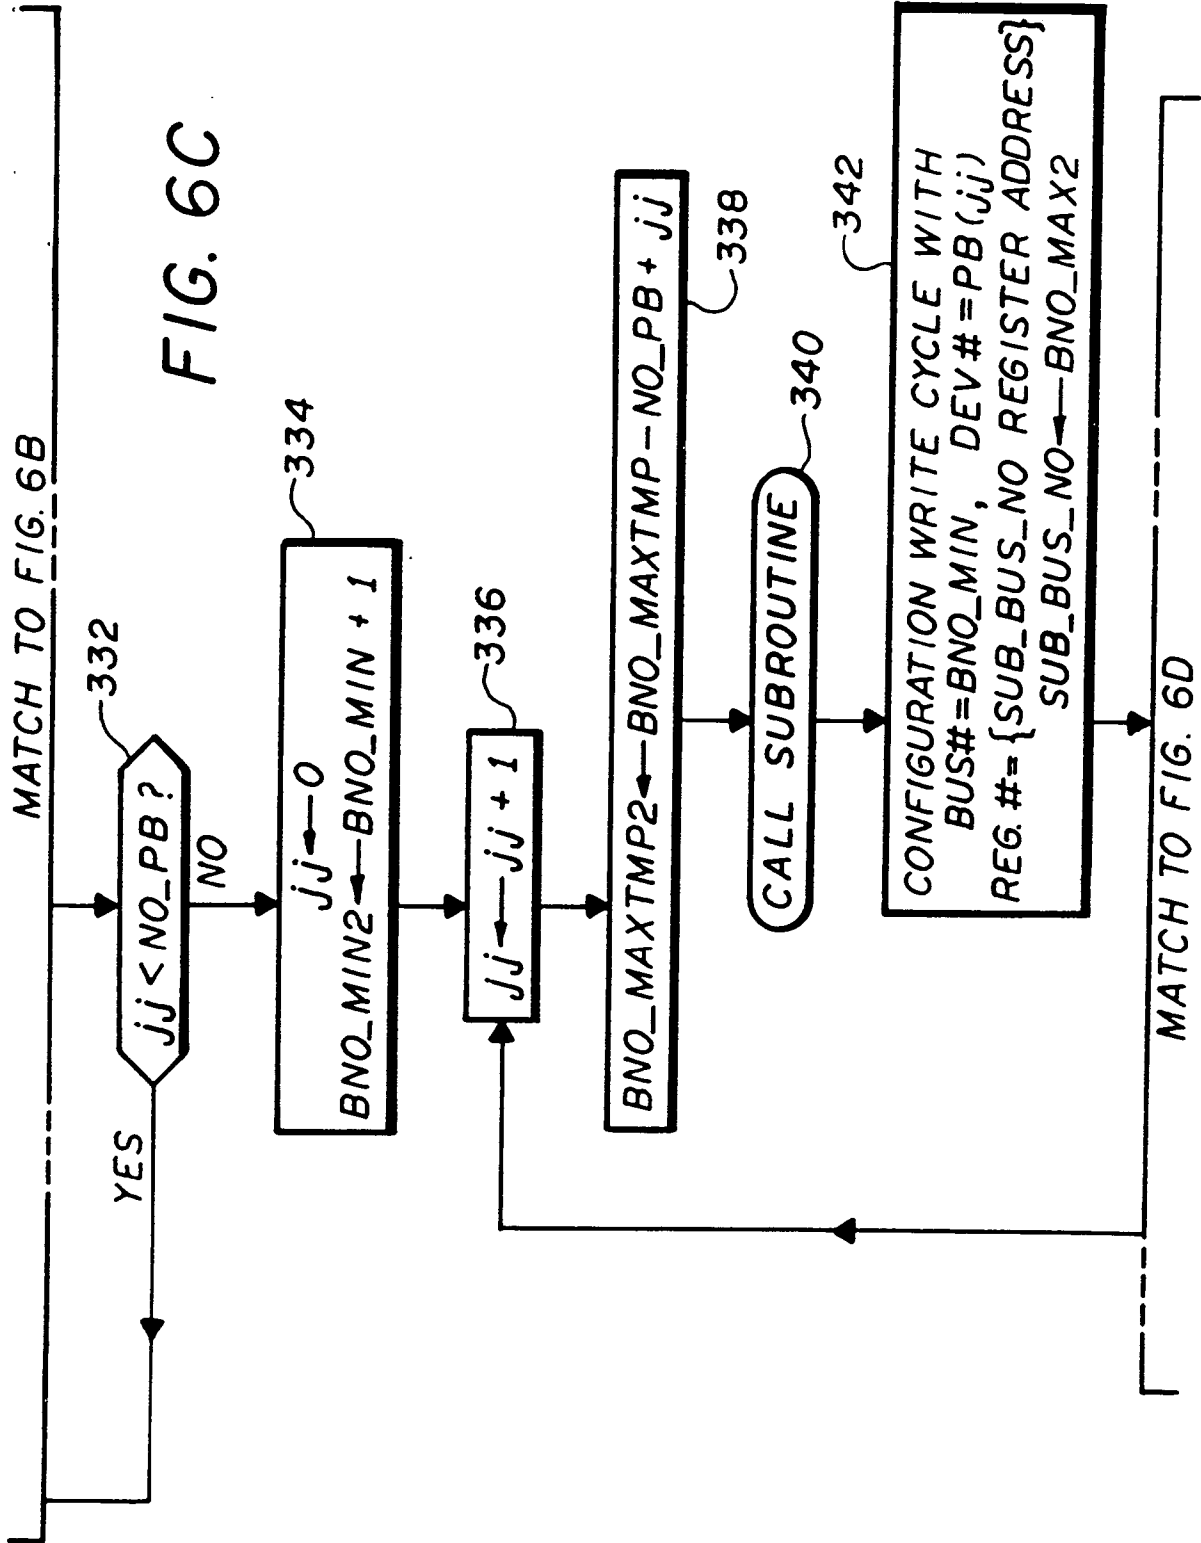 MATCH TO FIG. 6B
FIG. 6C
332
jj < NO_PB ?
YES
NO
334
jj ← 0
BNO_MIN2 ← BNO_MIN + 1
336
jj ← jj + 1
BNO_MAXTMP2 ← BNO_MAXTMP - NO_PB + jj
338
CALL SUBROUTINE
340
342
CONFIGURATION WRITE CYCLE WITH
BUS#=BNO_MIN, DEV#=PB(jj)
REG.#={SUB_BUS_NO REGISTER ADDRESS}
SUB_BUS_NO ← BNO_MAX2
MATCH TO FIG. 6D